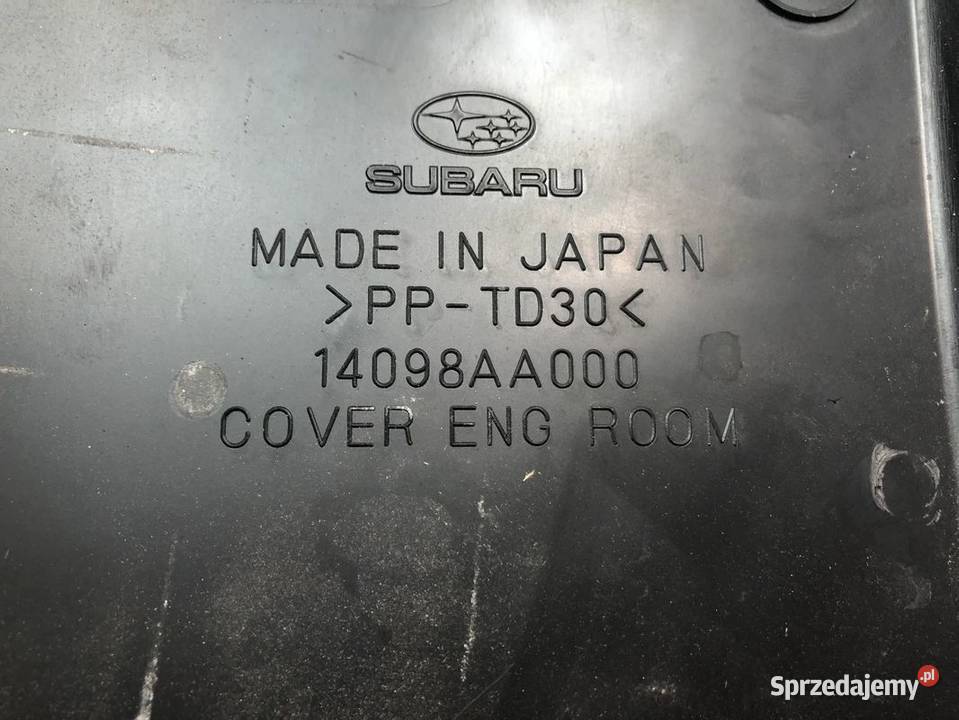 SUBARU
MADE IN JAPAN
>PP-TD30<
14098AA000
COVER ENG ROOM
Sprzedajemy.pl